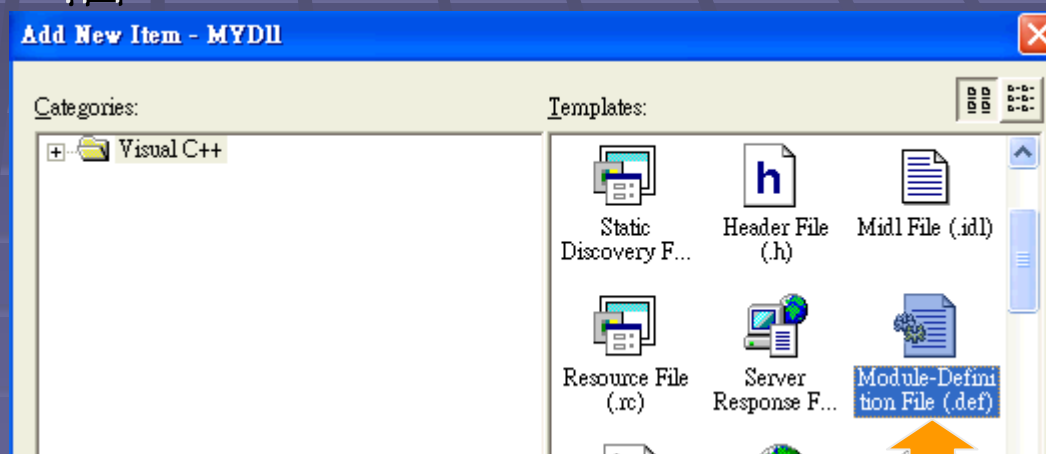 Add New Item - MYDll
Categories:
Templates:
Visual C++
Static
Discovery F...
Header File
(.h)
Midl File (.idl)
Resource File
(.rc)
Server
Response F...
Module-Defini
tion File (.def)